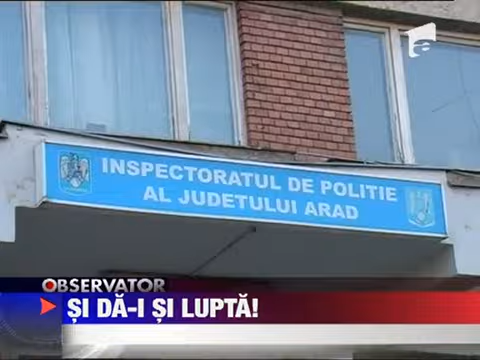 a
INSPECTORATUL DE POLITIE
AL JUDETULUI ARAD
OBSERVATOR
ȘI DĂ-I ȘI LUPTĂ!